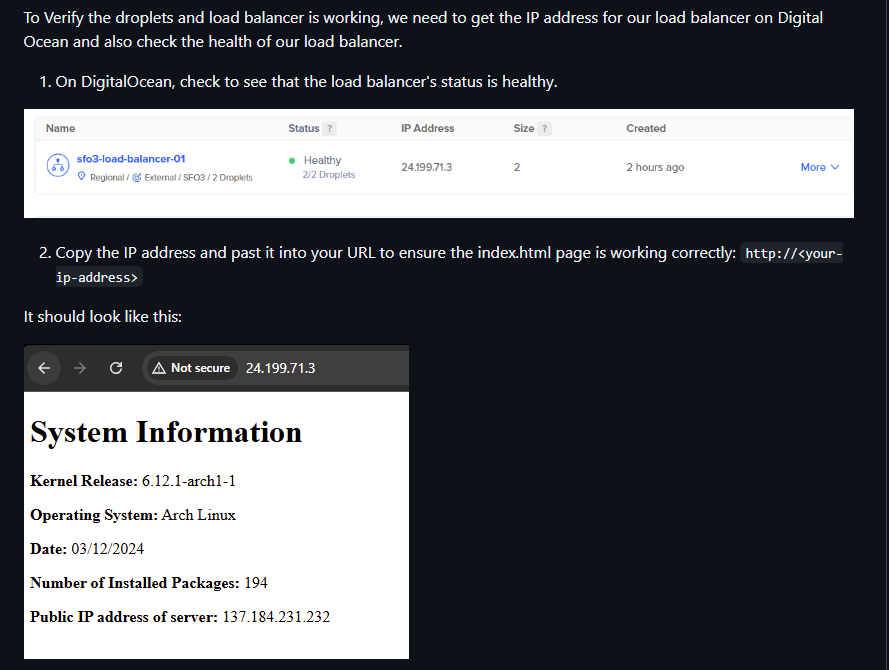 To Verify the droplets and load balancer is working, we need to get the IP address for our load balancer on Digital
Ocean and also check the health of our load balancer.
1. On DigitalOcean, check to see that the load balancer's status is healthy.
Name Status ? IP Address Size ? Created
sfo3-load-balancer-01 Healthy 24.199.71.3 2 2 hours ago More
Regional / External / SFO3 / 2 Droplets 2/2 Droplets
2. Copy the IP address and past it into your URL to ensure the index.html page is working correctly: http://<your-
ip-address>
It should look like this:
Not secure 24.199.71.3
System Information
Kernel Release: 6.12.1-arch1-1
Operating System: Arch Linux
Date: 03/12/2024
Number of Installed Packages: 194
Public IP address of server: 137.184.231.232